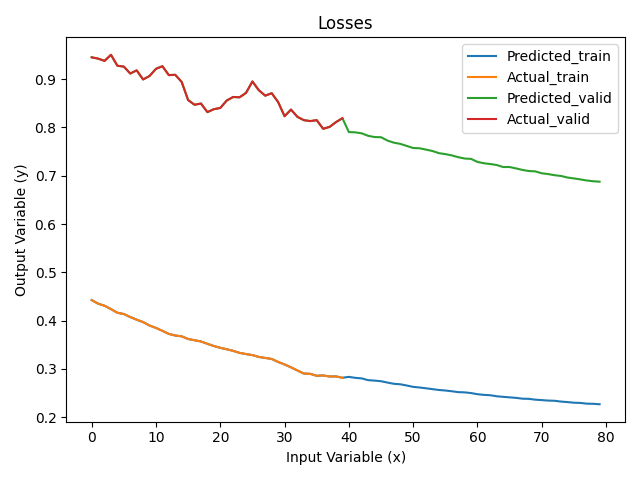 Losses
Output Variable (y)
0.9
0.8
0.7
0.6
0.5
0.4
0.3
0.2
Predicted_train
Actual_train
Predicted_valid
Actual_valid
0 10 20 30 40 50 60 70 80
Input Variable (x)